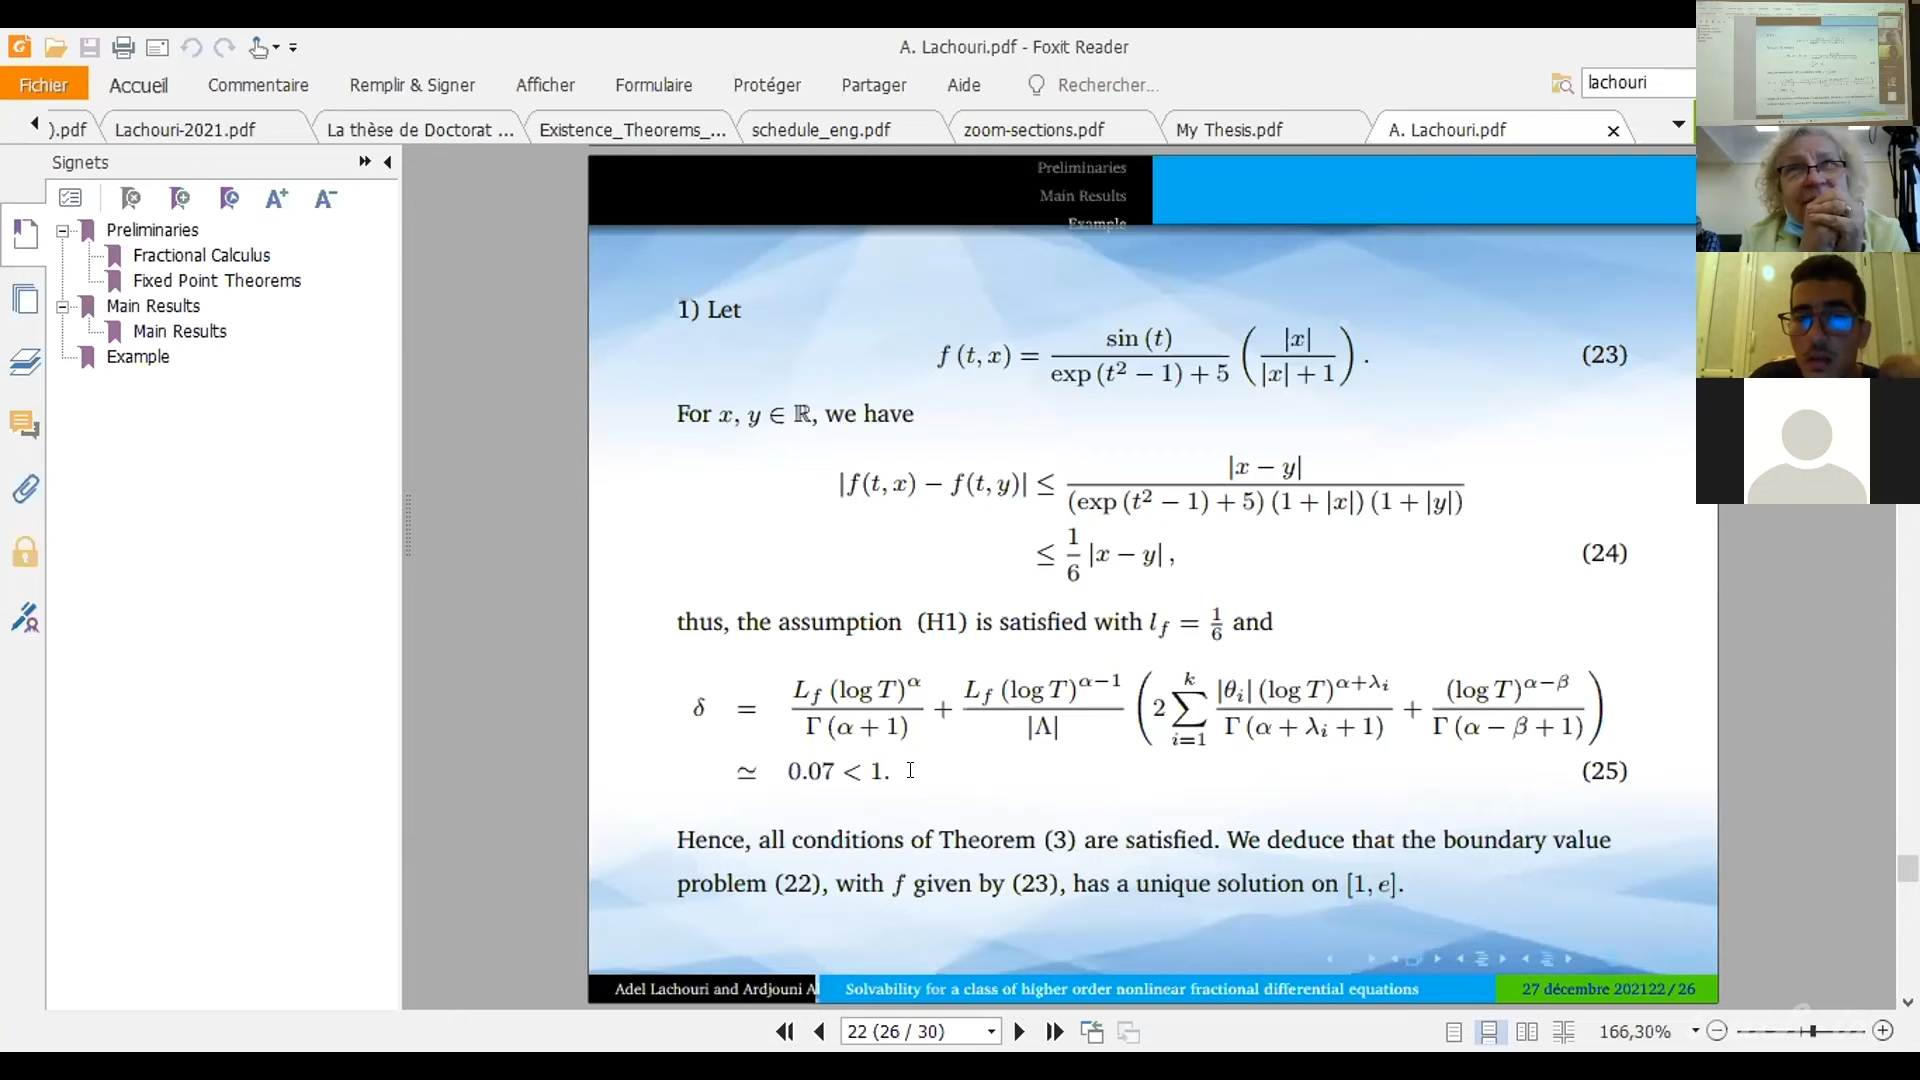 A. Lachouri.pdf - Foxit Reader
Fichier Accueil Commentaire Remplir & Signer Afficher Formulaire Protéger Partager Aide Rechercher... lachouri
).pdf Lachouri-2021.pdf La thèse de Doctorat ... Existence_Theorems_... schedule_eng.pdf zoom-sections.pdf My Thesis.pdf A. Lachouri.pdf
Signets
A+ A-
Preliminaries
Fractional Calculus
Fixed Point Theorems
Main Results
Main Results
Example
Preliminaries
Main Results
Example
1) Let
f (t, x) = sin (t) / (exp (t² − 1) + 5) (|x| / (|x| + 1)) . (23)
For x, y ∈ ℝ, we have
|f(t, x) − f(t, y)| ≤ |x − y| / ((exp (t² − 1) + 5) (1 + |x|) (1 + |y|))
≤ 1/6 |x − y| , (24)
thus, the assumption (H1) is satisfied with l_f = 1/6 and
δ = L_f (log T)^α / Γ (α + 1) + L_f (log T)^{α−1} / |Λ| (2 ∑_{i=1}^{k} |θ_i| (log T)^{α+λ_i} / Γ (α + λ_i + 1) + (log T)^{α−β} / Γ (α − β + 1))
≃ 0.07 < 1. (25)
Hence, all conditions of Theorem (3) are satisfied. We deduce that the boundary value
problem (22), with f given by (23), has a unique solution on [1, e].
Adel Lachouri and Ardjouni A Solvability for a class of higher order nonlinear fractional differential equations 27 décembre 202122 / 26
22 (26 / 30) 166,30%